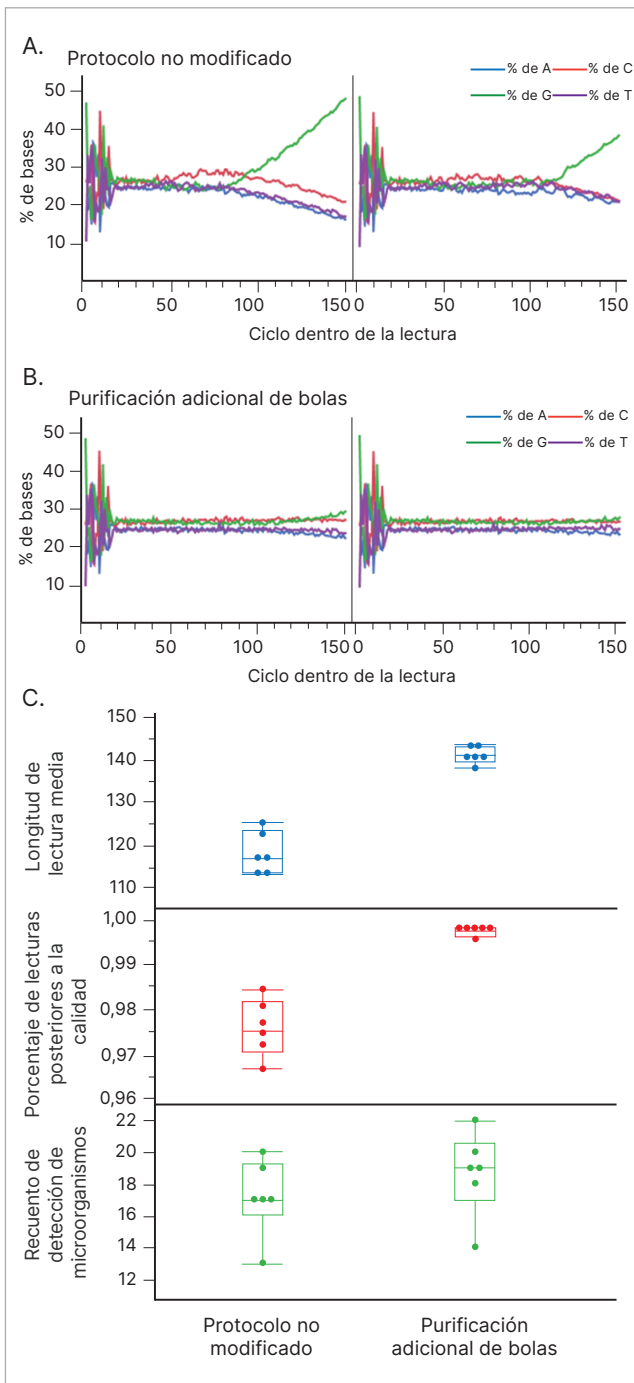 A.
Protocolo no modificado
% de A % de C
% de G % de T
% de bases
50
40
30
20
10
0 50 100 150 0 50 100 150
Ciclo dentro de la lectura
B.
Purificación adicional de bolas
% de A % de C
% de G % de T
% de bases
50
40
30
20
10
0 50 100 150 0 50 100 150
Ciclo dentro de la lectura
C.
Longitud de
lectura media
150
140
130
120
110
Porcentaje de lecturas
posteriores a la
calidad
1,00
0,99
0,98
0,97
0,96
Recuento de
detección de
microorganismos
22
20
18
16
14
12
Protocolo no
modificado
Purificación
adicional de bolas